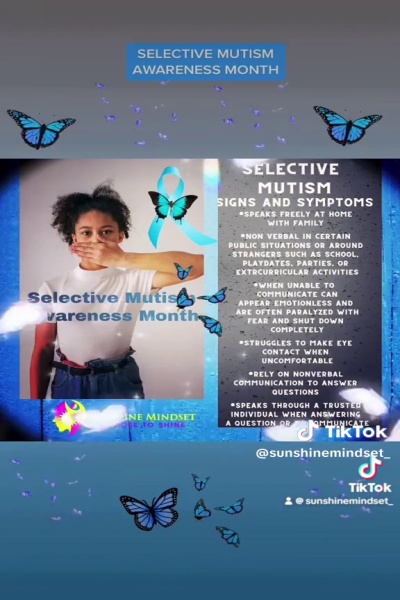 SELECTIVE MUTISM
AWARENESS MONTH
SELECTIVE
MUTISM
SIGNS AND SYMPTOMS
*SPEAKS FREELY AT HOME
WITH FAMILY
*NON VERBAL IN CERTAIN
PUBLIC SITUATIONS OR AROUND
STRANGERS SUCH AS SCHOOL,
PLAYDATES, PARTIES, OR
EXTRCURRICULAR ACTIVITIES
*WHEN UNABLE TO
COMMUNICATE CAN
APPEAR EMOTIONLESS AND
ARE OFTEN PARALYZED WITH
FEAR AND SHUT DOWN
COMPLETELY
*STRUGGLES TO MAKE EYE
CONTACT WHEN
UNCOMFORTABLE
*RELY ON NONVERBAL
COMMUNICATION TO ANSWER
QUESTIONS
*SPEAKS THROUGH A TRUSTED
INDIVIDUAL WHEN ANSWERING
A QUESTION OR
Selective
Awareness Month
MINDSET
TO SHINE
TikTok
@sunshinemindset_
TikTok
@sunshinemindset_